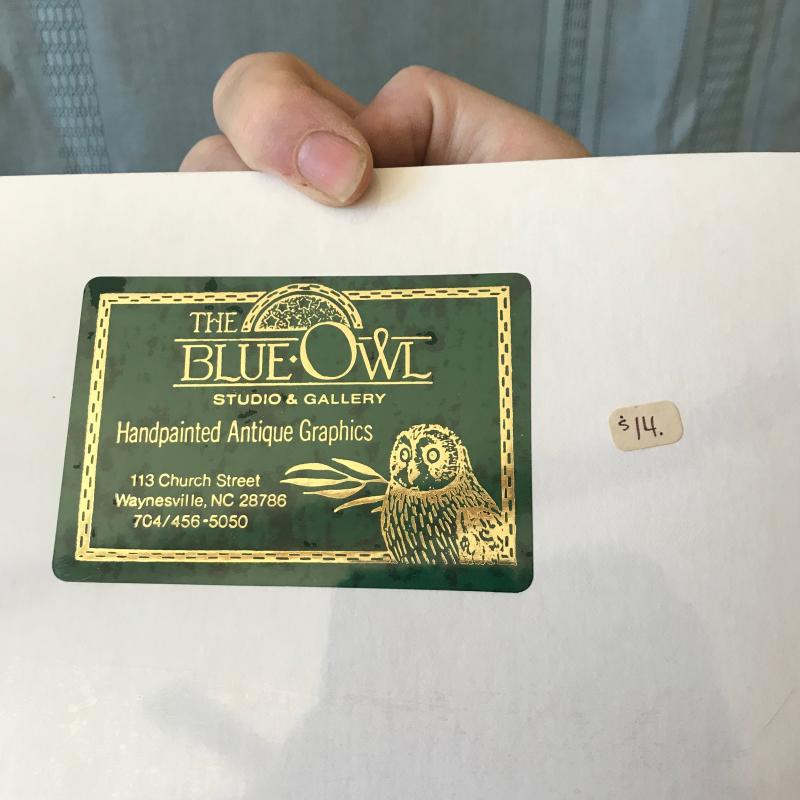 THE
BLUE·OWL
STUDIO & GALLERY
Handpainted Antique Graphics
113 Church Street
Waynesville, NC 28786
704/456-5050
$14.